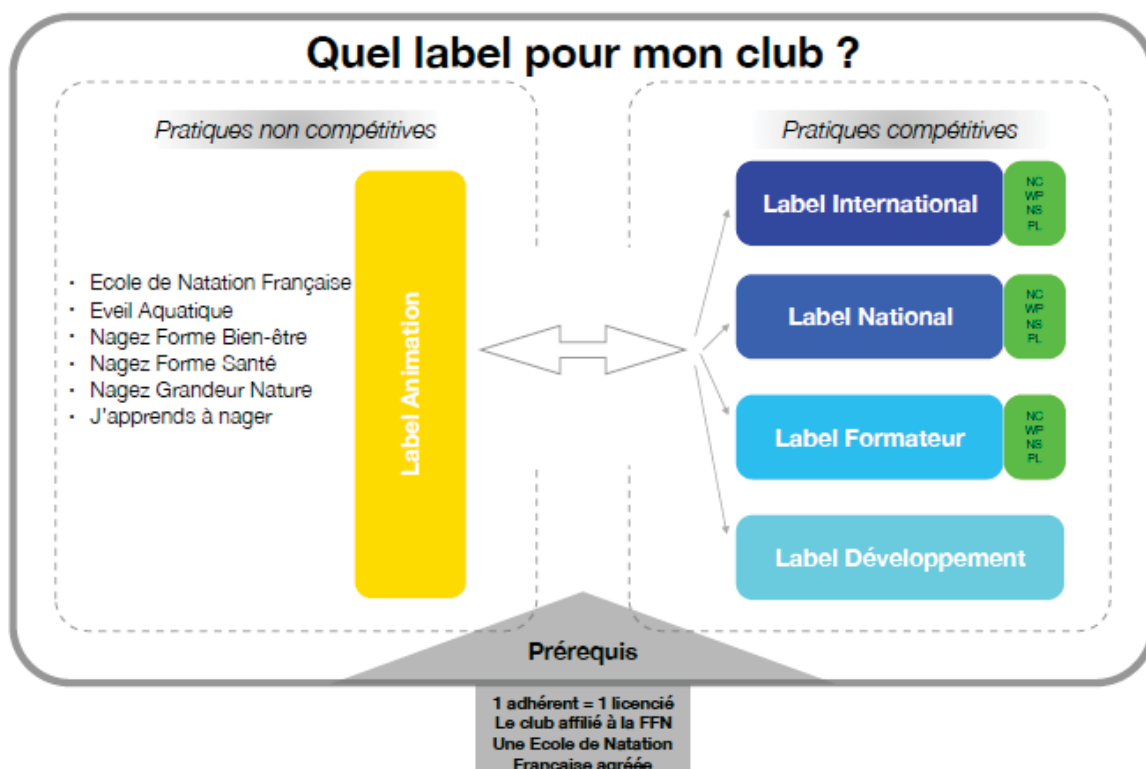 Quel label pour mon club ?
Pratiques non compétitives
Ecole de Natation Française
Eveil Aquatique
Nagez Forme Bien-être
Nagez Forme Santé
Nagez Grandeur Nature
J'apprends à nager
Label Animation
Pratiques compétitives
Label International
NC
WP
NS
PL
Label National
NC
WP
NS
PL
Label Formateur
NC
WP
NS
PL
Label Développement
Prérequis
1 adhérent = 1 licencié
Le club affilié à la FFN
Une Ecole de Natation
Française agréée